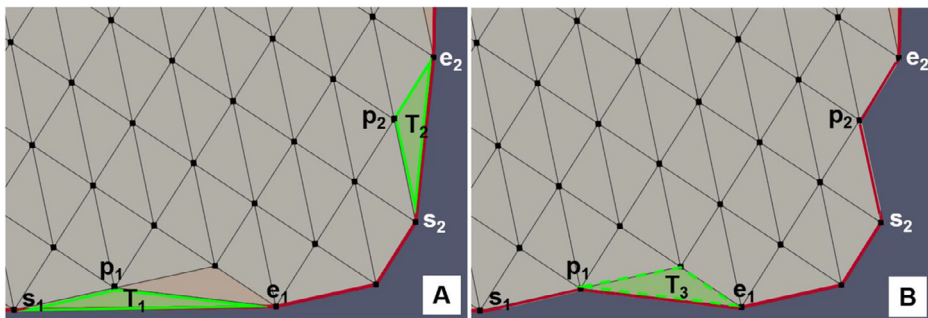 e₂
p₂
T₂
s₂
p₁
s₁
T₁
e₁
A
e₂
p₂
s₂
p₁
s₁
T₃
e₁
B